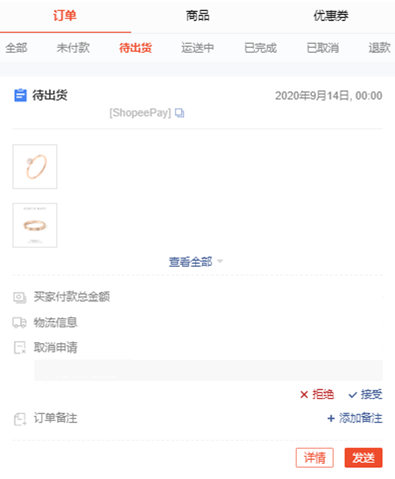 订单 商品 优惠券
全部 未付款 待出货 运送中 已完成 已取消 退款
待出货 2020年9月14日, 00:00
[ShopeePay]
查看全部
买家付款总金额
物流信息
取消申请
拒绝 接受
订单备注 + 添加备注
详情 发送